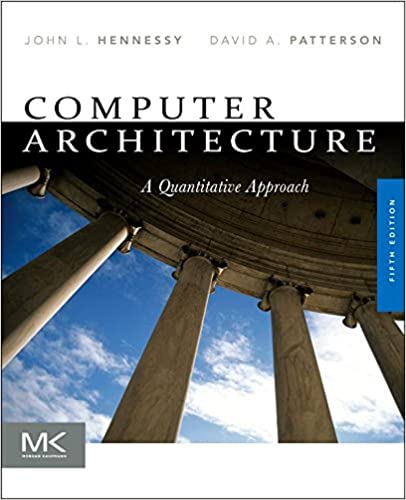 JOHN L. HENNESSY DAVID A. PATTERSON
COMPUTER
ARCHITECTURE
A Quantitative Approach
FIFTH EDITION
MK
MORGAN KAUFMANN